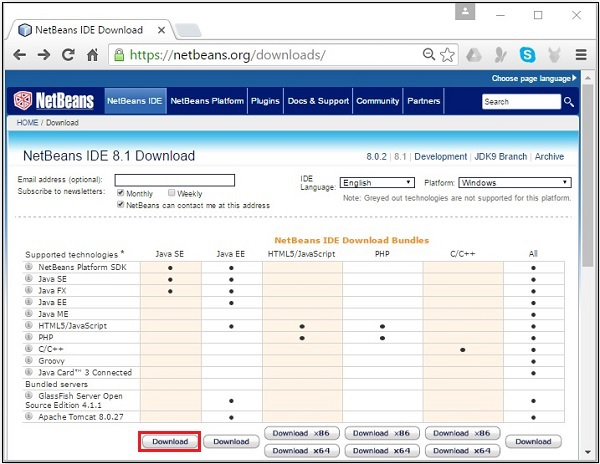 NetBeans IDE Download
https://netbeans.org/downloads/
Choose page language
NetBeans
NetBeans IDE NetBeans Platform Plugins Docs & Support Community Partners Search
HOME / Download
NetBeans IDE 8.1 Download
8.0.2 | 8.1 | Development | JDK9 Branch | Archive
Email address (optional):
IDE Language: English Platform: Windows
Subscribe to newsletters: Monthly Weekly
NetBeans can contact me at this address
Note: Greyed out technologies are not supported for this platform.
NetBeans IDE Download Bundles
Supported technologies * Java SE Java EE HTML5/JavaScript PHP C/C++ All
NetBeans Platform SDK
Java SE
Java FX
Java EE
Java ME
HTML5/JavaScript
PHP
C/C++
Groovy
Java Card™ 3 Connected
Bundled servers
GlassFish Server Open
Source Edition 4.1.1
Apache Tomcat 8.0.27
Download Download Download x86 Download x86 Download x86 Download
Download x64 Download x64 Download x64